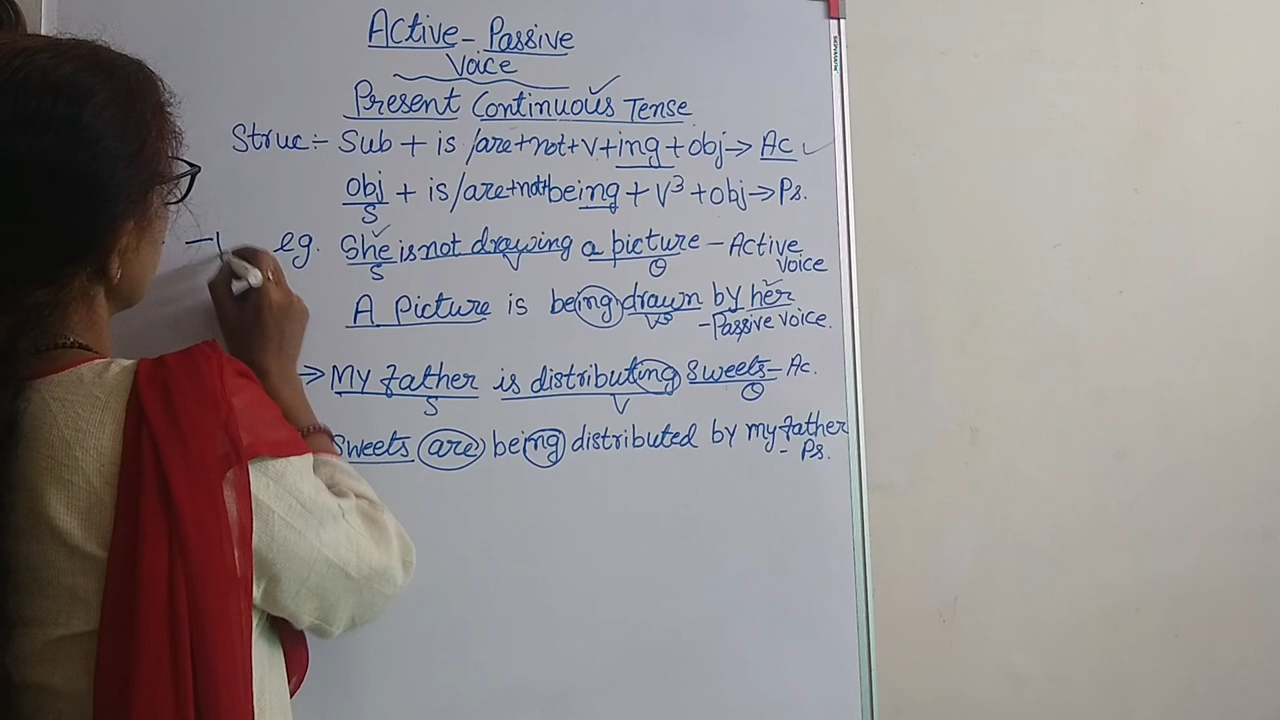 Active - Passive
Voice
Present Continuous Tense
Struc:- Sub + is /are+not+V+ing+obj→ Ac ✓
obj + is/are+not+being + V³ +obj→Ps.
S
eg. She is not drawing a picture - Active
S V O Voice
A Picture is being drawn by her
V³ - Passive voice.
→ My father is distributing sweets - Ac.
S V O
Sweets are being distributed by my father
- Ps.